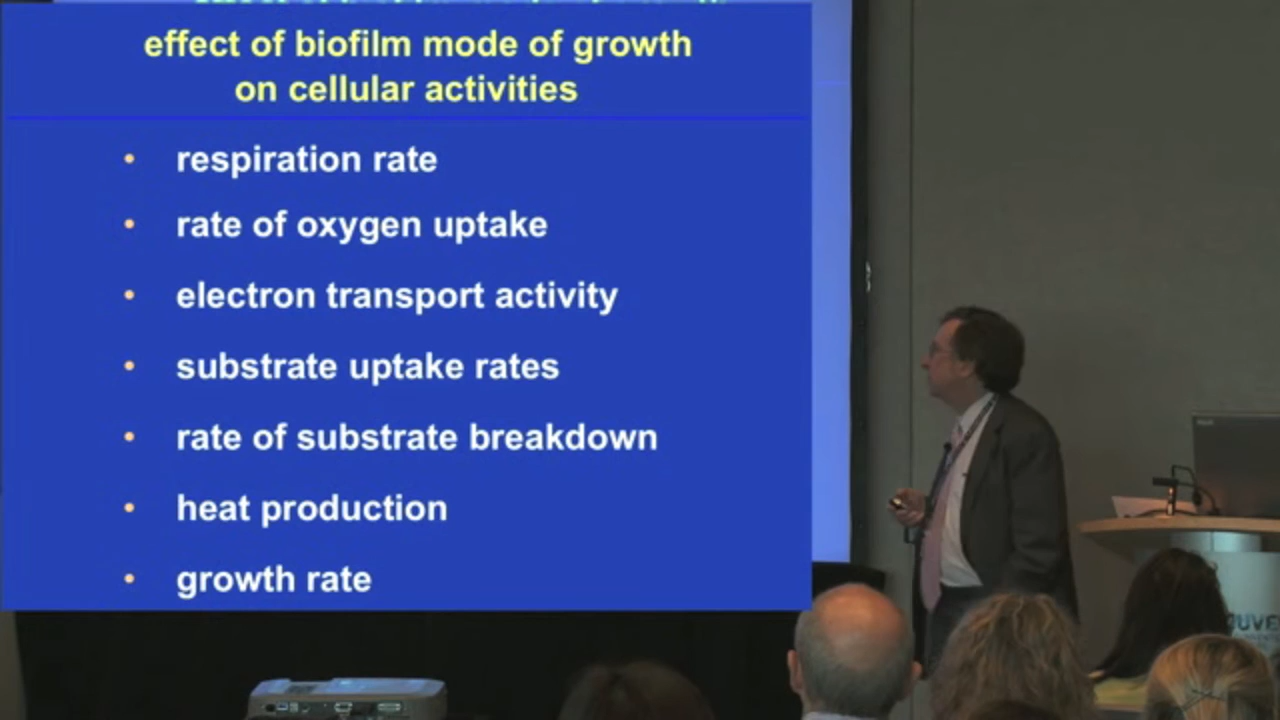 effect of biofilm mode of growth
on cellular activities
• respiration rate
• rate of oxygen uptake
• electron transport activity
• substrate uptake rates
• rate of substrate breakdown
• heat production
• growth rate